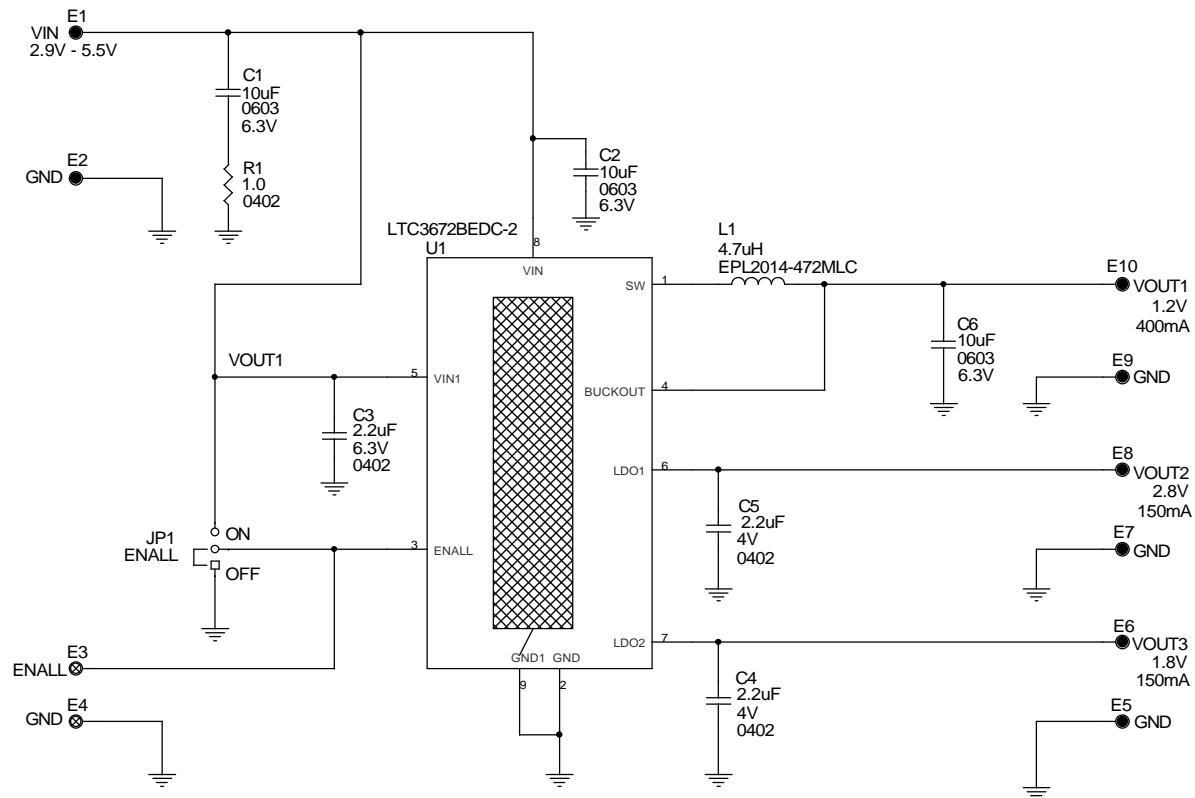 E1
VIN
2.9V - 5.5V
C1
10uF
0603
6.3V
E2
GND
R1
1.0
0402
C2
10uF
0603
6.3V
LTC3672BEDC-2
U1
8
VIN
L1
4.7uH
EPL2014-472MLC
SW
1
E10
VOUT1
1.2V
400mA
C6
10uF
0603
6.3V
VOUT1
5
VIN1
BUCKOUT
4
E9
GND
C3
2.2uF
6.3V
0402
LDO1
6
E8
VOUT2
2.8V
150mA
C5
2.2uF
4V
0402
JP1
ENALL
ON
OFF
3
ENALL
E7
GND
E3
ENALL
LDO2
7
E6
VOUT3
1.8V
150mA
GND1
GND
9
2
C4
2.2uF
4V
0402
E4
GND
E5
GND